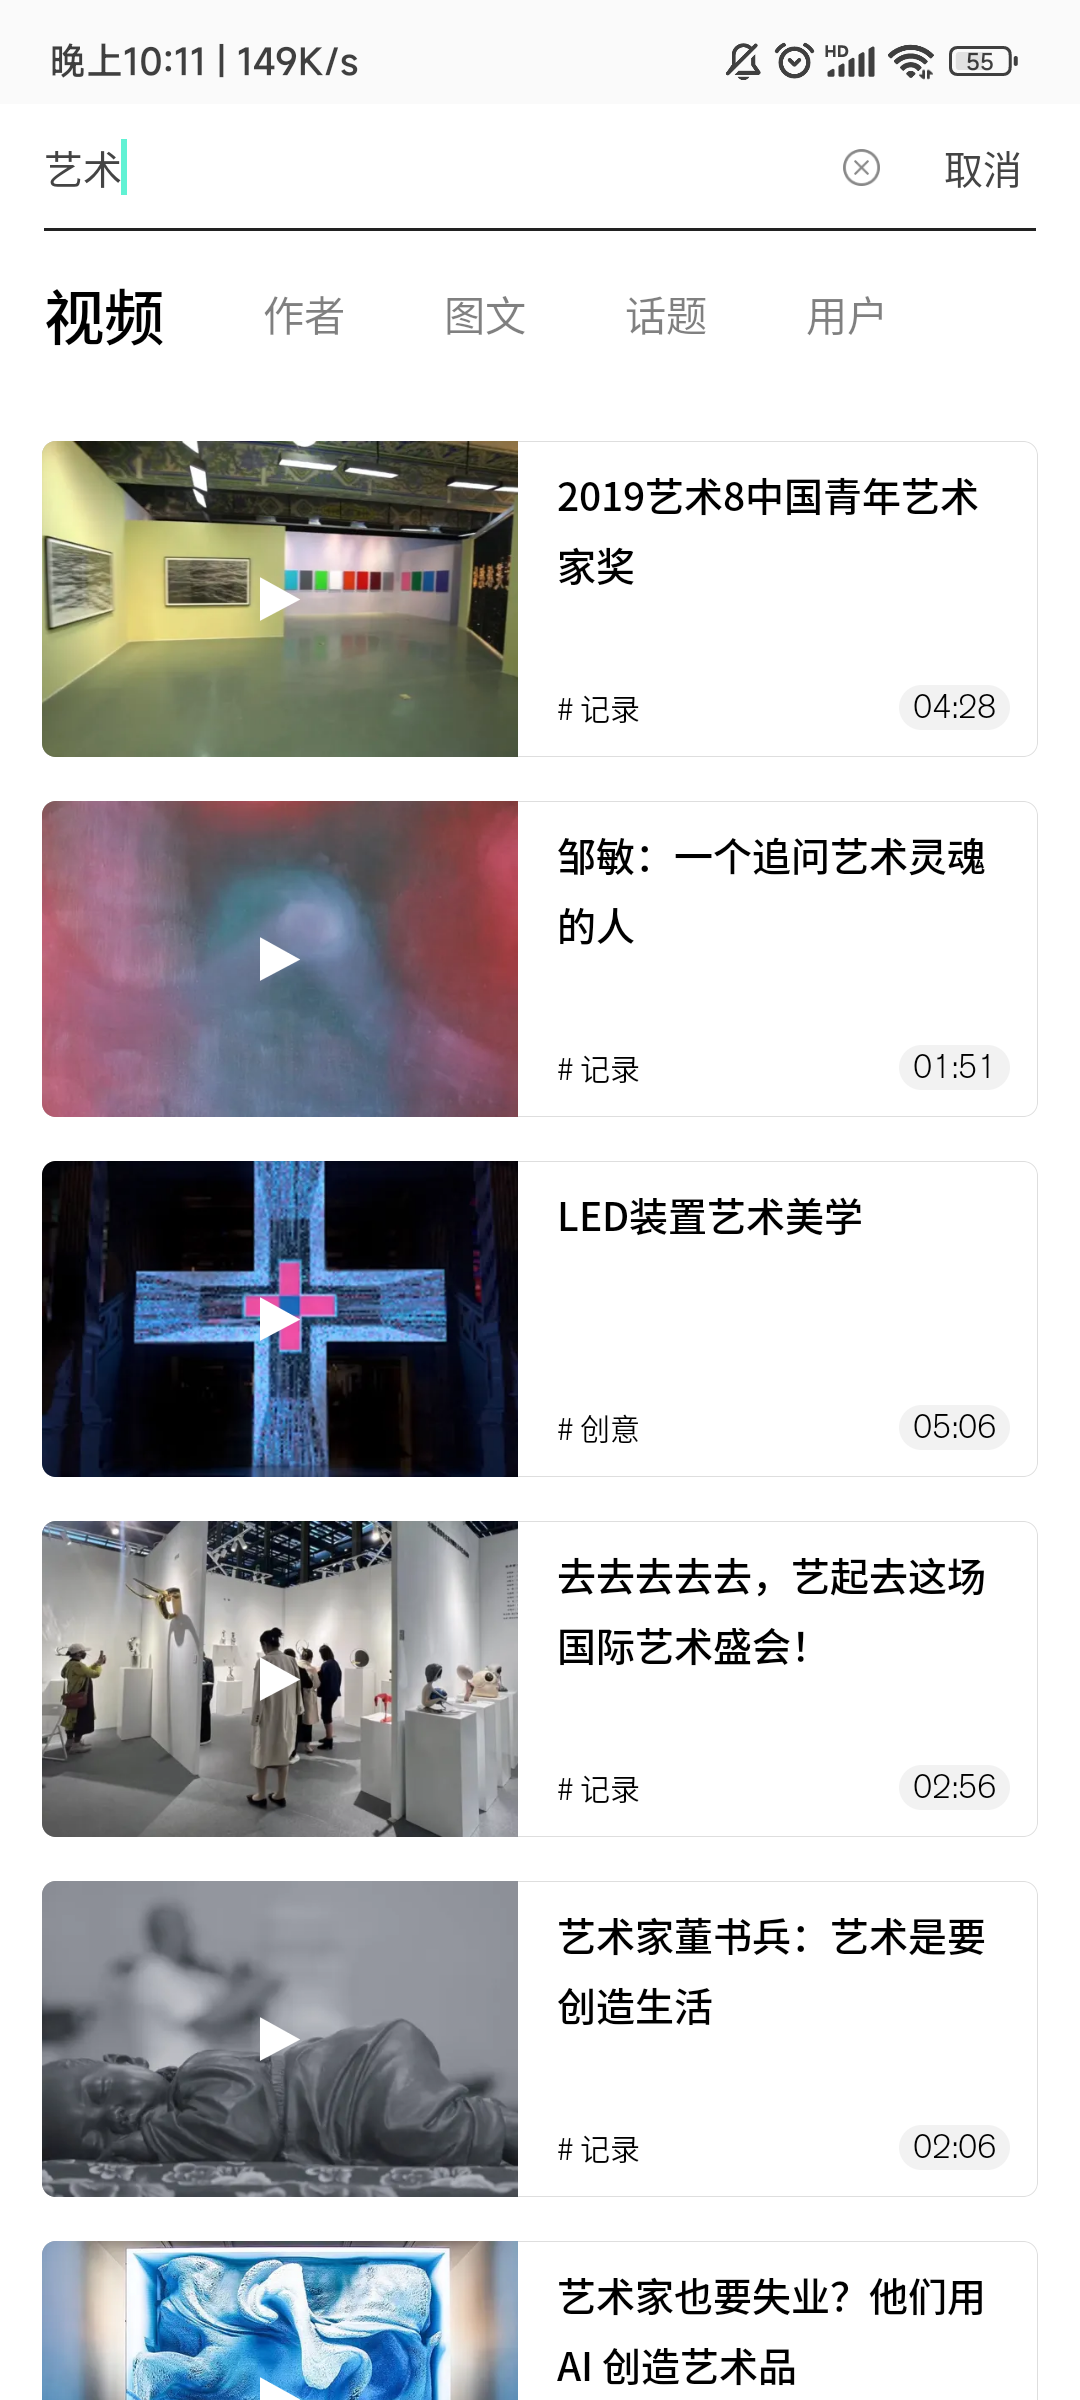 晚上10:11 | 149K/s
HD
55
艺术
取消
视频
作者
图文
话题
用户
2019艺术8中国青年艺术
家奖
# 记录
04:28
邹敏：一个追问艺术灵魂
的人
# 记录
01:51
LED装置艺术美学
# 创意
05:06
去去去去去，艺起去这场
国际艺术盛会！
# 记录
02:56
艺术家董书兵：艺术是要
创造生活
# 记录
02:06
艺术家也要失业？他们用
AI 创造艺术品